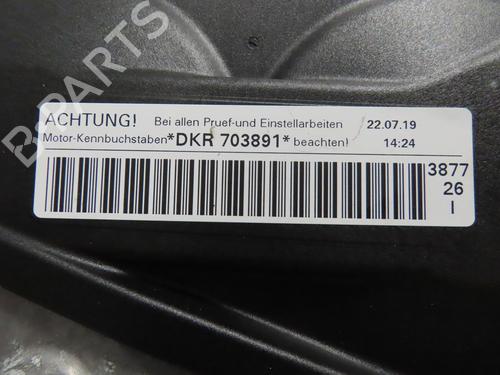 B-PARTS
ACHTUNG! Bei allen Pruef-und Einstellarbeiten 22.07.19
Motor-Kennbuchstaben *DKR 703891* beachten! 14:24
3877
26
I